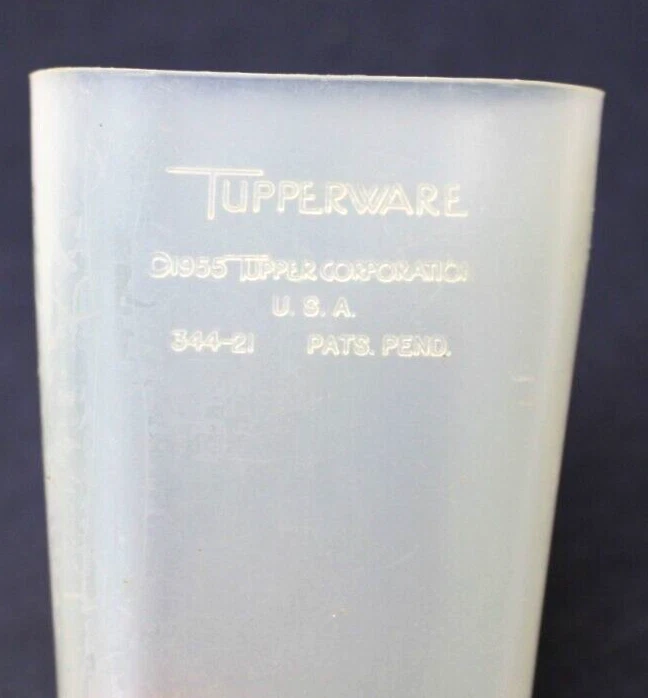 TUPPERWARE
©1955 TUPPER CORPORATION
U. S. A.
344-21 PATS. PEND.